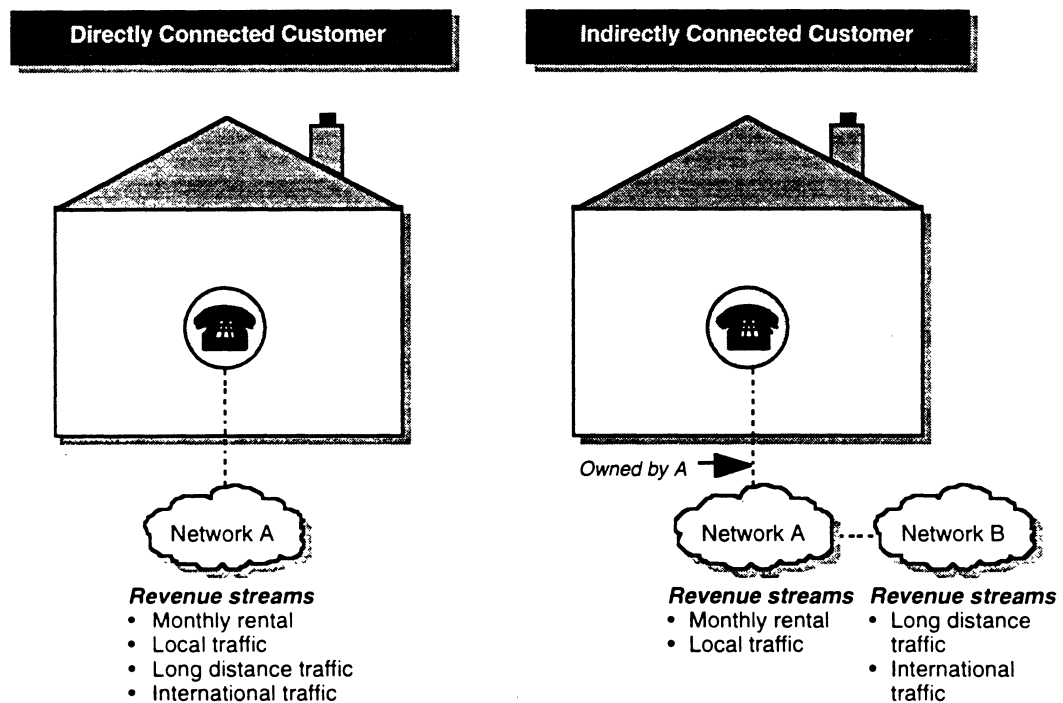 Directly Connected Customer
Indirectly Connected Customer
Owned by A
Network A
Network A
Network B
Revenue streams
• Monthly rental
• Local traffic
• Long distance traffic
• International traffic
Revenue streams
• Monthly rental
• Local traffic
Revenue streams
• Long distance
traffic
• International
traffic